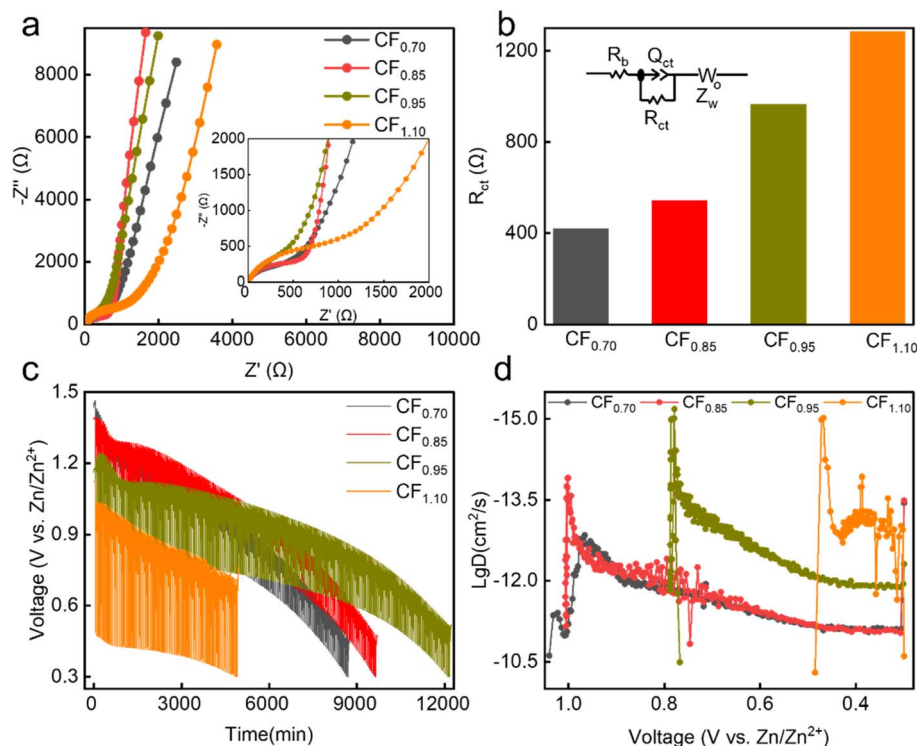 a
-Z'' (Ω)
8000
6000
4000
2000
0
0 2000 4000 6000 8000 10000
Z' (Ω)
CF0.70
CF0.85
CF0.95
CF1.10
-Z'' (Ω)
2000
1500
1000
500
0
0 500 1000 1500 2000
Z' (Ω)
b
Rct (Ω)
1200
800
400
0
Rb Qct Wo
Rct Zw
CF0.70 CF0.85 CF0.95 CF1.10
c
Voltage (V vs. Zn/Zn2+)
1.5
1.2
0.9
0.6
0.3
0 3000 6000 9000 12000
Time(min)
CF0.70
CF0.85
CF0.95
CF1.10
d
LgD(cm2/s)
-15.0
-13.5
-12.0
-10.5
CF0.70 CF0.85 CF0.95 CF1.10
1.0 0.8 0.6 0.4
Voltage (V vs. Zn/Zn2+)